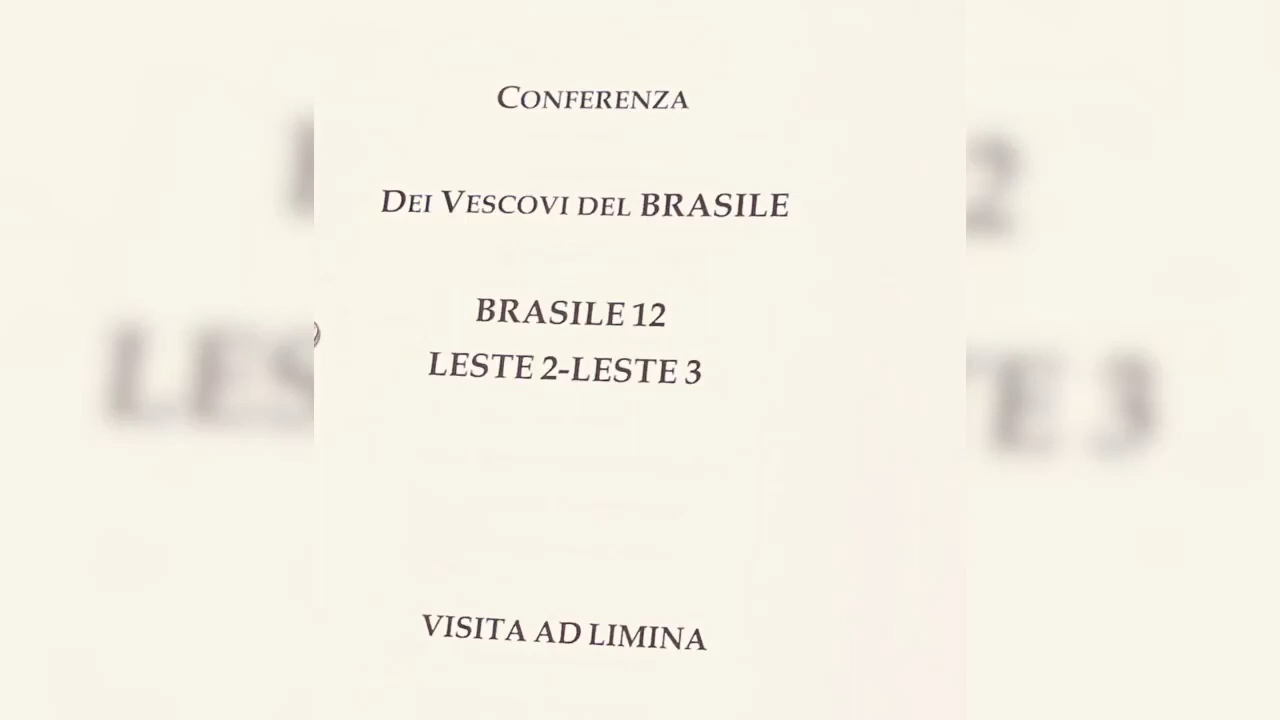 CONFERENZA
DEI VESCOVI DEL BRASILE
BRASILE 12
LESTE 2-LESTE 3
VISITA AD LIMINA